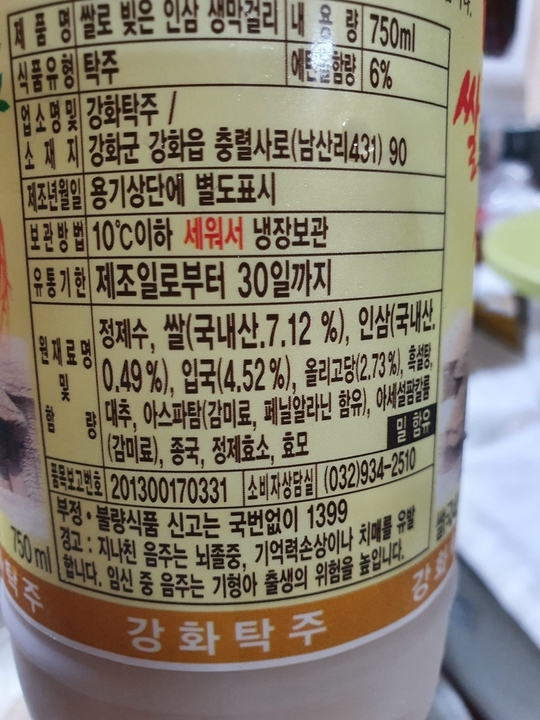 제 품 명 쌀로 빚은 인삼 생막걸리 내 용 량 750ml
식품유형 탁주 에탄올함량 6%
업소명및 강화탁주 /
소 재 지 강화군 강화읍 충렬사로(남산리431) 90
제조년월일 용기상단에 별도표시
보관방법 10℃이하 세워서 냉장보관
유통기한 제조일로부터 30일까지
원재료명 및 함량 정제수, 쌀(국내산.7.12 %), 인삼(국내산.
0.49%), 입국(4.52%), 올리고당(2.73%), 흑설탕,
대추, 아스파탐(감미료, 페닐알라닌 함유), 아세설팜칼륨
(감미료), 종국, 정제효소, 효모 밀 함유
품목보고번호 201300170331 소비자상담실 (032)934-2510
부정•불량식품 신고는 국번없이 1399
경고 : 지나친 음주는 뇌졸중, 기억력손상이나 치매를 유발
합니다. 임신 중 음주는 기형아 출생의 위험을 높입니다.
750 ml
탁주
강화탁주
강화
쌀